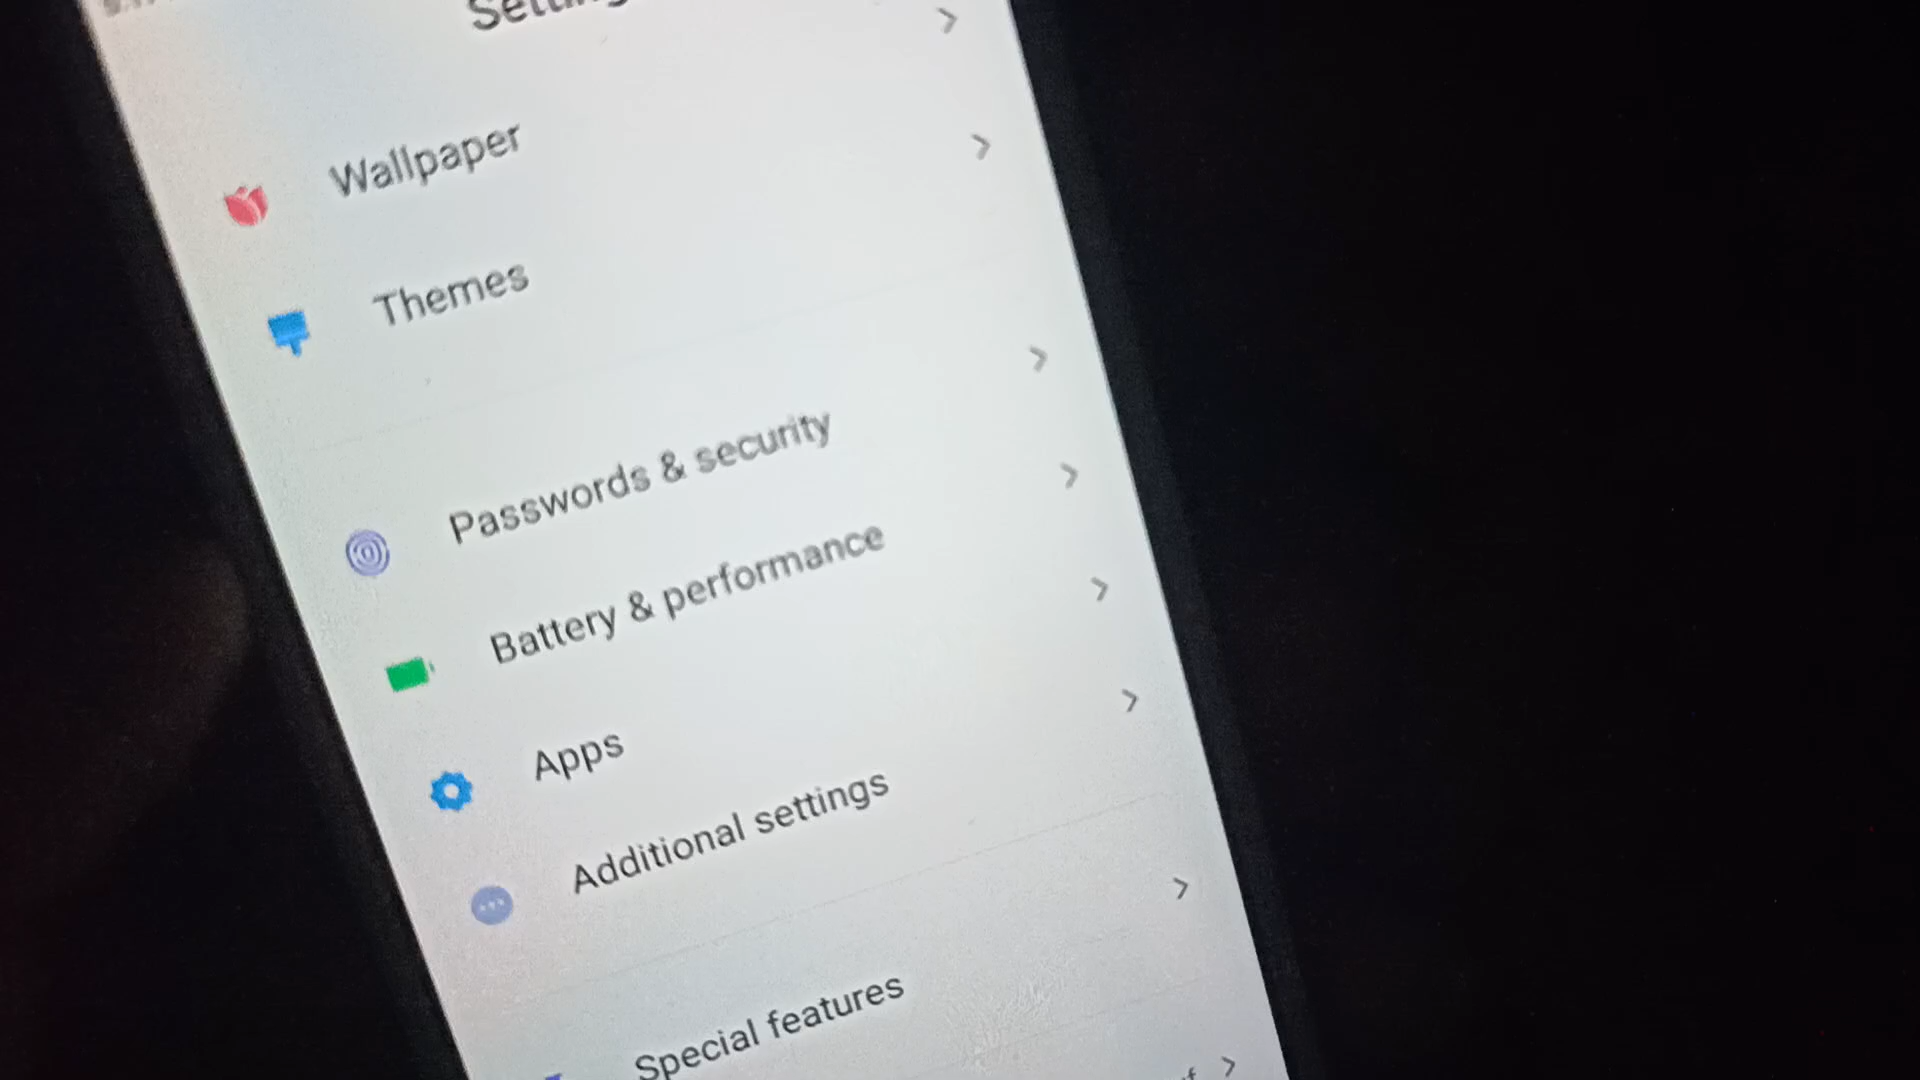 Wallpaper
Themes
Passwords & security
Battery & performance
Apps
Additional settings
Special features